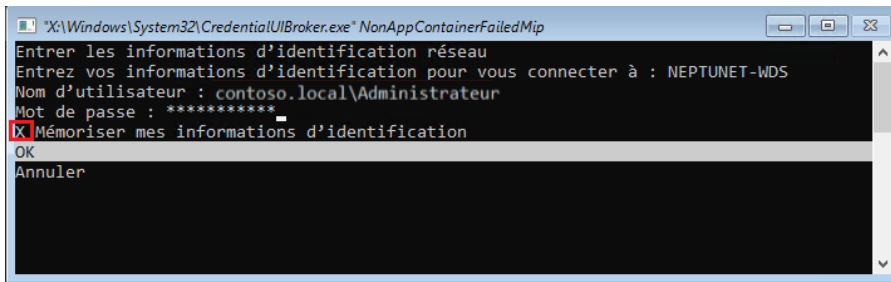 "X:\Windows\System32\CredentialUIBroker.exe" NonAppContainerFailedMip
Entrer les informations d’identification réseau
Entrez vos informations d’identification pour vous connecter à : NEPTUNET-WDS
Nom d’utilisateur : contoso.local\Administrateur
Mot de passe : ***********
X Mémoriser mes informations d’identification
OK
Annuler